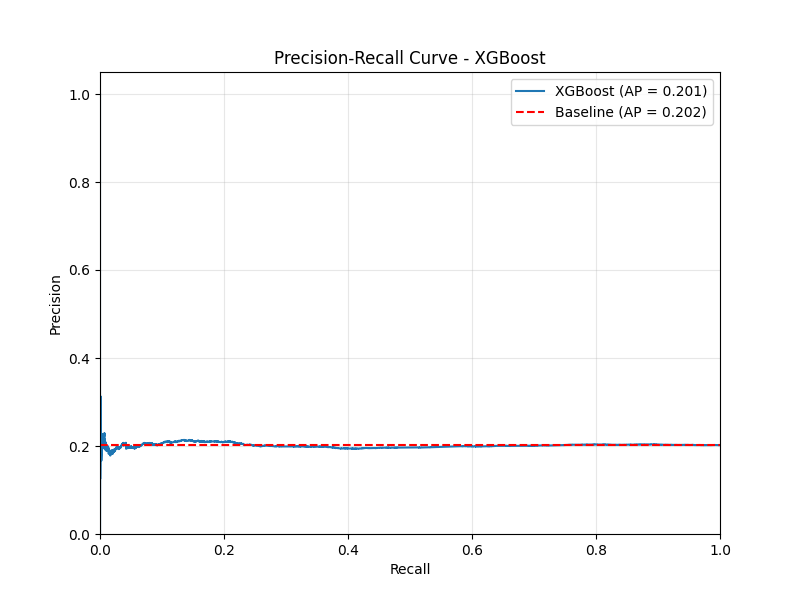 Precision-Recall Curve - XGBoost
XGBoost (AP = 0.201)
Baseline (AP = 0.202)
1.0
0.8
0.6
0.4
0.2
0.0
Precision
0.0 0.2 0.4 0.6 0.8 1.0
Recall